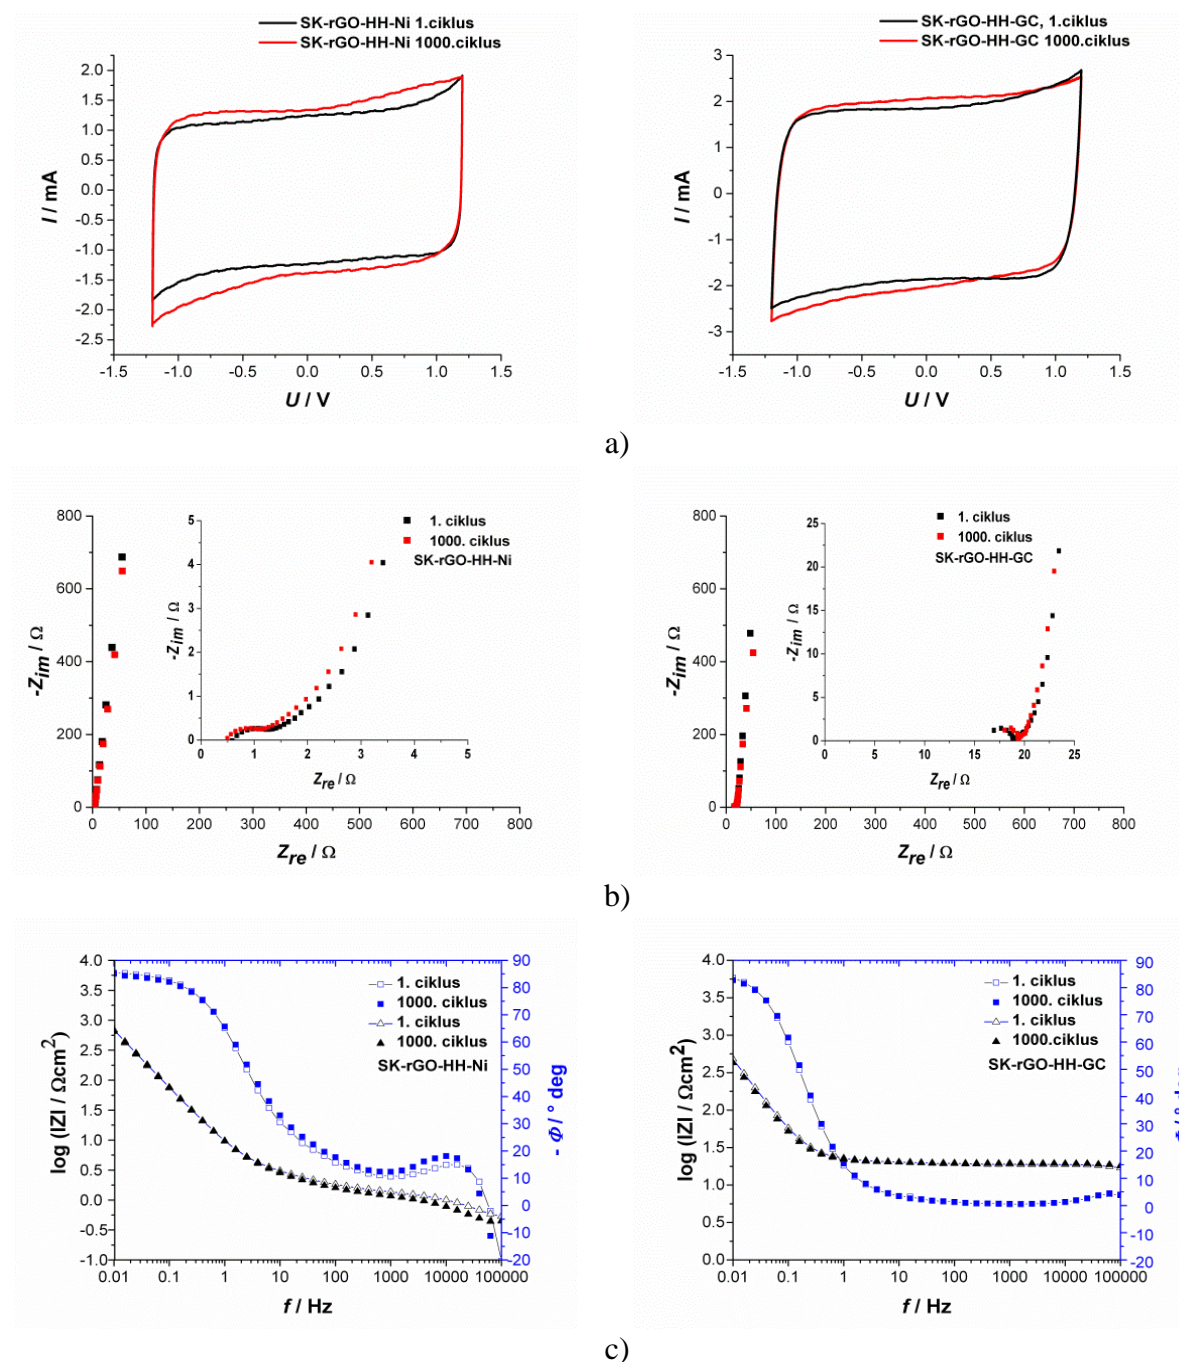 SK-rGO-HH-Ni 1.ciklus
SK-rGO-HH-Ni 1000.ciklus
2.0
1.5
1.0
0.5
0.0
-0.5
-1.0
-1.5
-2.0
-2.5
I / mA
-1.5 -1.0 -0.5 0.0 0.5 1.0 1.5
U / V
SK-rGO-HH-GC, 1.ciklus
SK-rGO-HH-GC 1000.ciklus
3
2
1
0
-1
-2
-3
I / mA
-1.5 -1.0 -0.5 0.0 0.5 1.0 1.5
U / V
a)
800
600
400
200
0
-Zim / Ω
0 100 200 300 400 500 600 700 800
Zre / Ω
1. ciklus
1000. ciklus
SK-rGO-HH-Ni
5
4
3
2
1
0
-Zim / Ω
0 1 2 3 4 5
Zre / Ω
800
600
400
200
0
-Zim / Ω
0 100 200 300 400 500 600 700 800
Zre / Ω
1. ciklus
1000. ciklus
SK-rGO-HH-GC
25
20
15
10
5
0
-Zim / Ω
0 5 10 15 20 25
Zre / Ω
b)
4.0
3.5
3.0
2.5
2.0
1.5
1.0
0.5
0.0
-0.5
-1.0
log (IZI / Ωcm²)
0.01 0.1 1 10 100 1000 10000 100000
f / Hz
90
80
70
60
50
40
30
20
10
0
-10
-20
- Φ / ° deg
1. ciklus
1000. ciklus
1. ciklus
1000. ciklus
SK-rGO-HH-Ni
4.0
3.5
3.0
2.5
2.0
1.5
1.0
0.5
0.0
log (IZI / Ωcm²)
0.01 0.1 1 10 100 1000 10000 100000
f / Hz
90
80
70
60
50
40
30
20
10
0
-10
-20
1. ciklus
1000. ciklus
1. ciklus
1000.ciklus
SK-rGO-HH-GC
c)